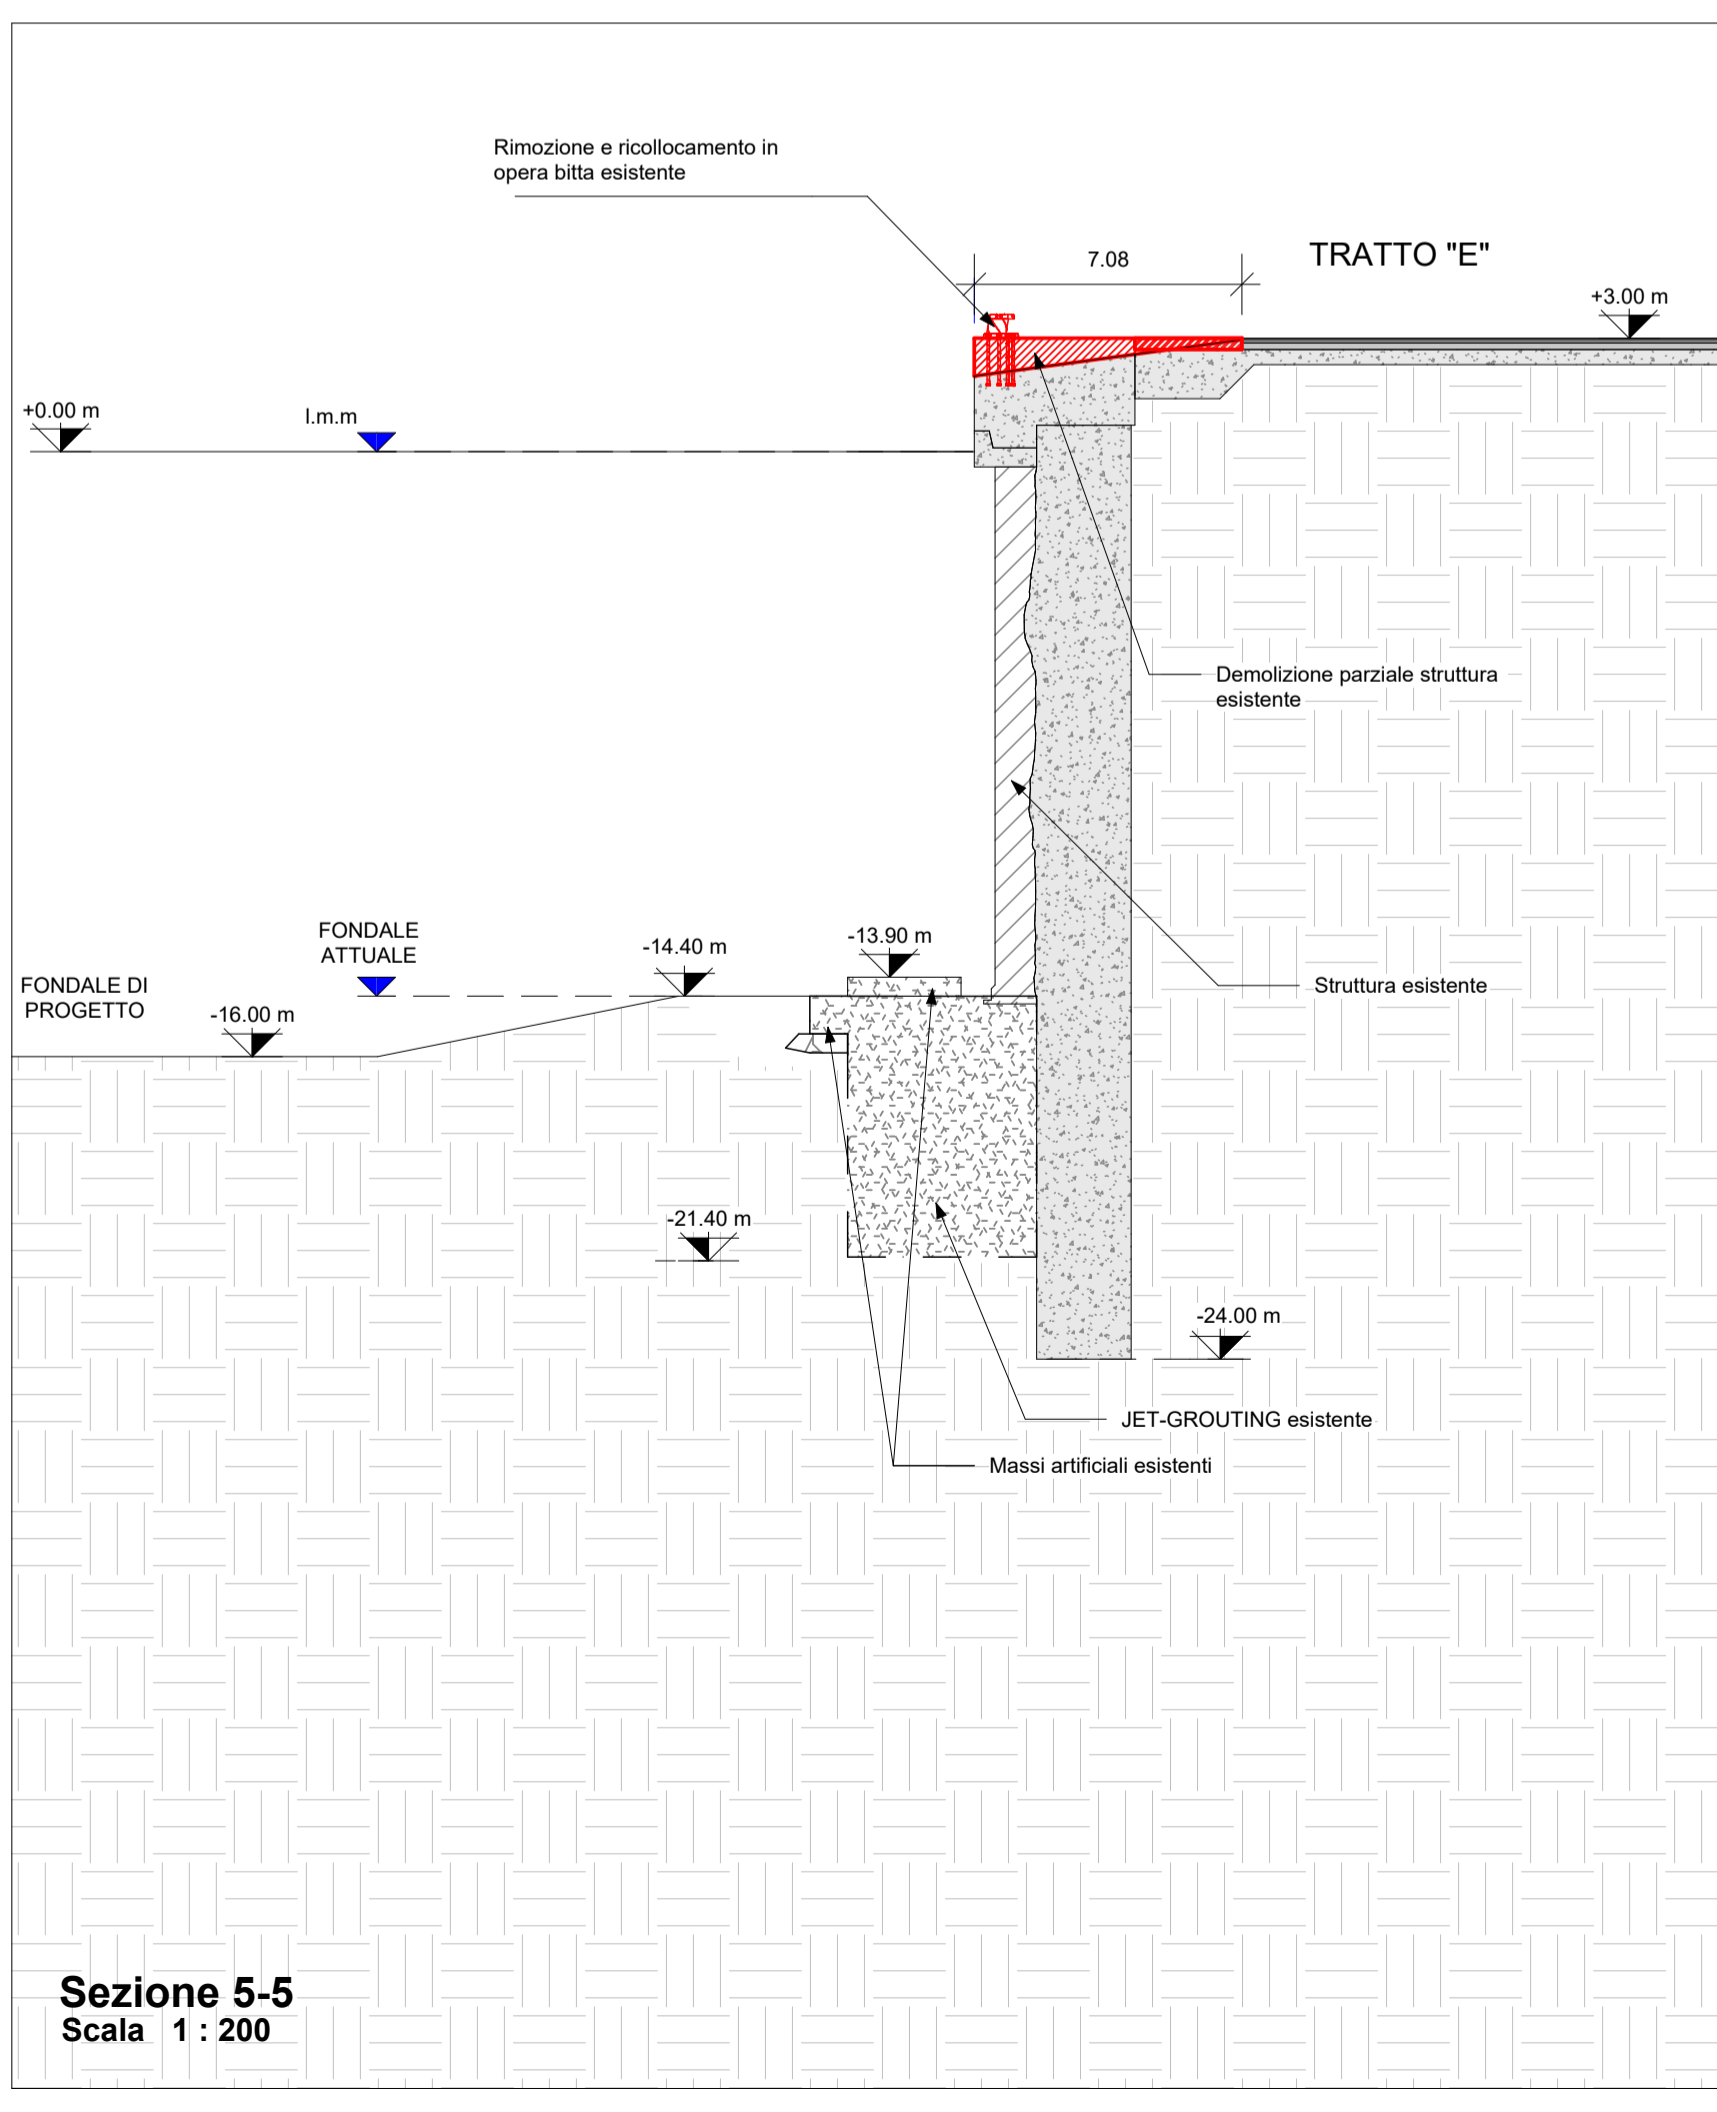 Rimozione e ricollocamento in
opera bitta esistente
7.08
TRATTO "E"
+3.00 m
+0.00 m
l.m.m
Demolizione parziale struttura
esistente
FONDALE
ATTUALE
-14.40 m
-13.90 m
FONDALE DI
PROGETTO
-16.00 m
Struttura esistente
-21.40 m
-24.00 m
JET-GROUTING esistente
Massi artificiali esistenti
Sezione 5-5
Scala 1 : 200